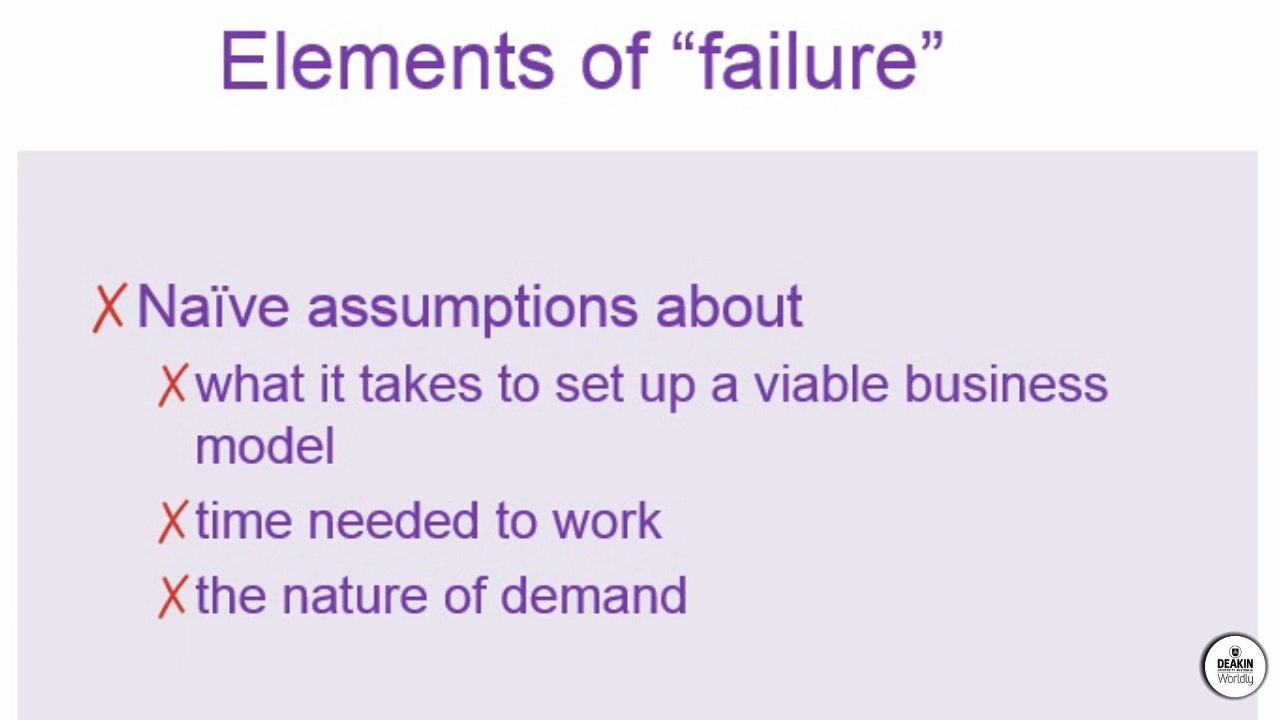 Elements of “failure”
✗Naïve assumptions about
✗what it takes to set up a viable business
model
✗time needed to work
✗the nature of demand
DEAKIN
Worldly